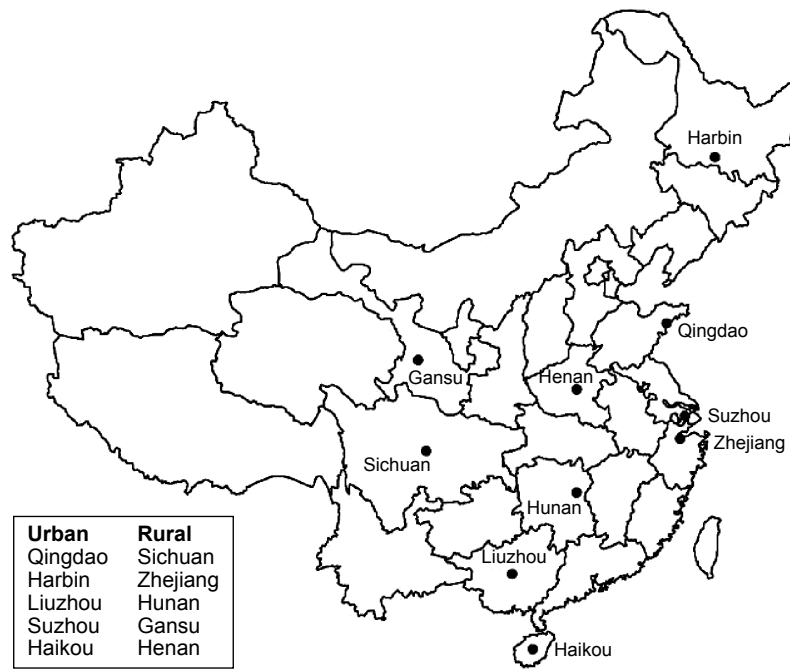 Harbin
Qingdao
Gansu
Henan
Suzhou
Zhejiang
Sichuan
Hunan
Liuzhou
Haikou
Urban Rural
Qingdao Sichuan
Harbin Zhejiang
Liuzhou Hunan
Suzhou Gansu
Haikou Henan